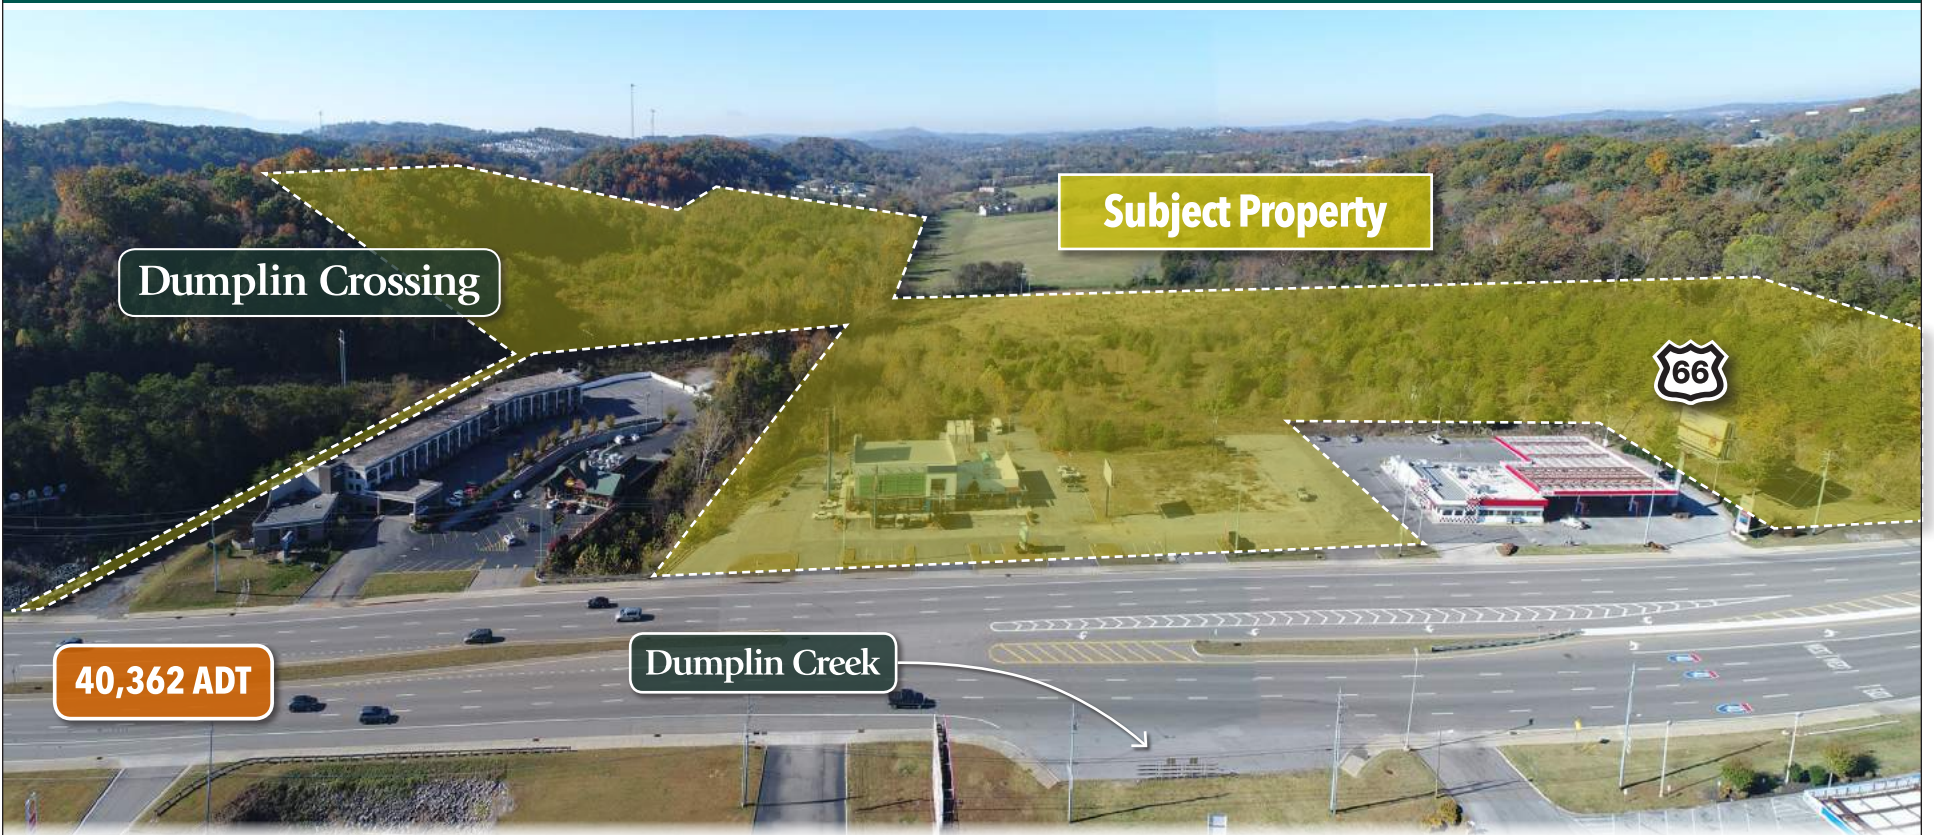 Subject Property
Dumplin Crossing
66
Dumplin Creek
40,362 ADT